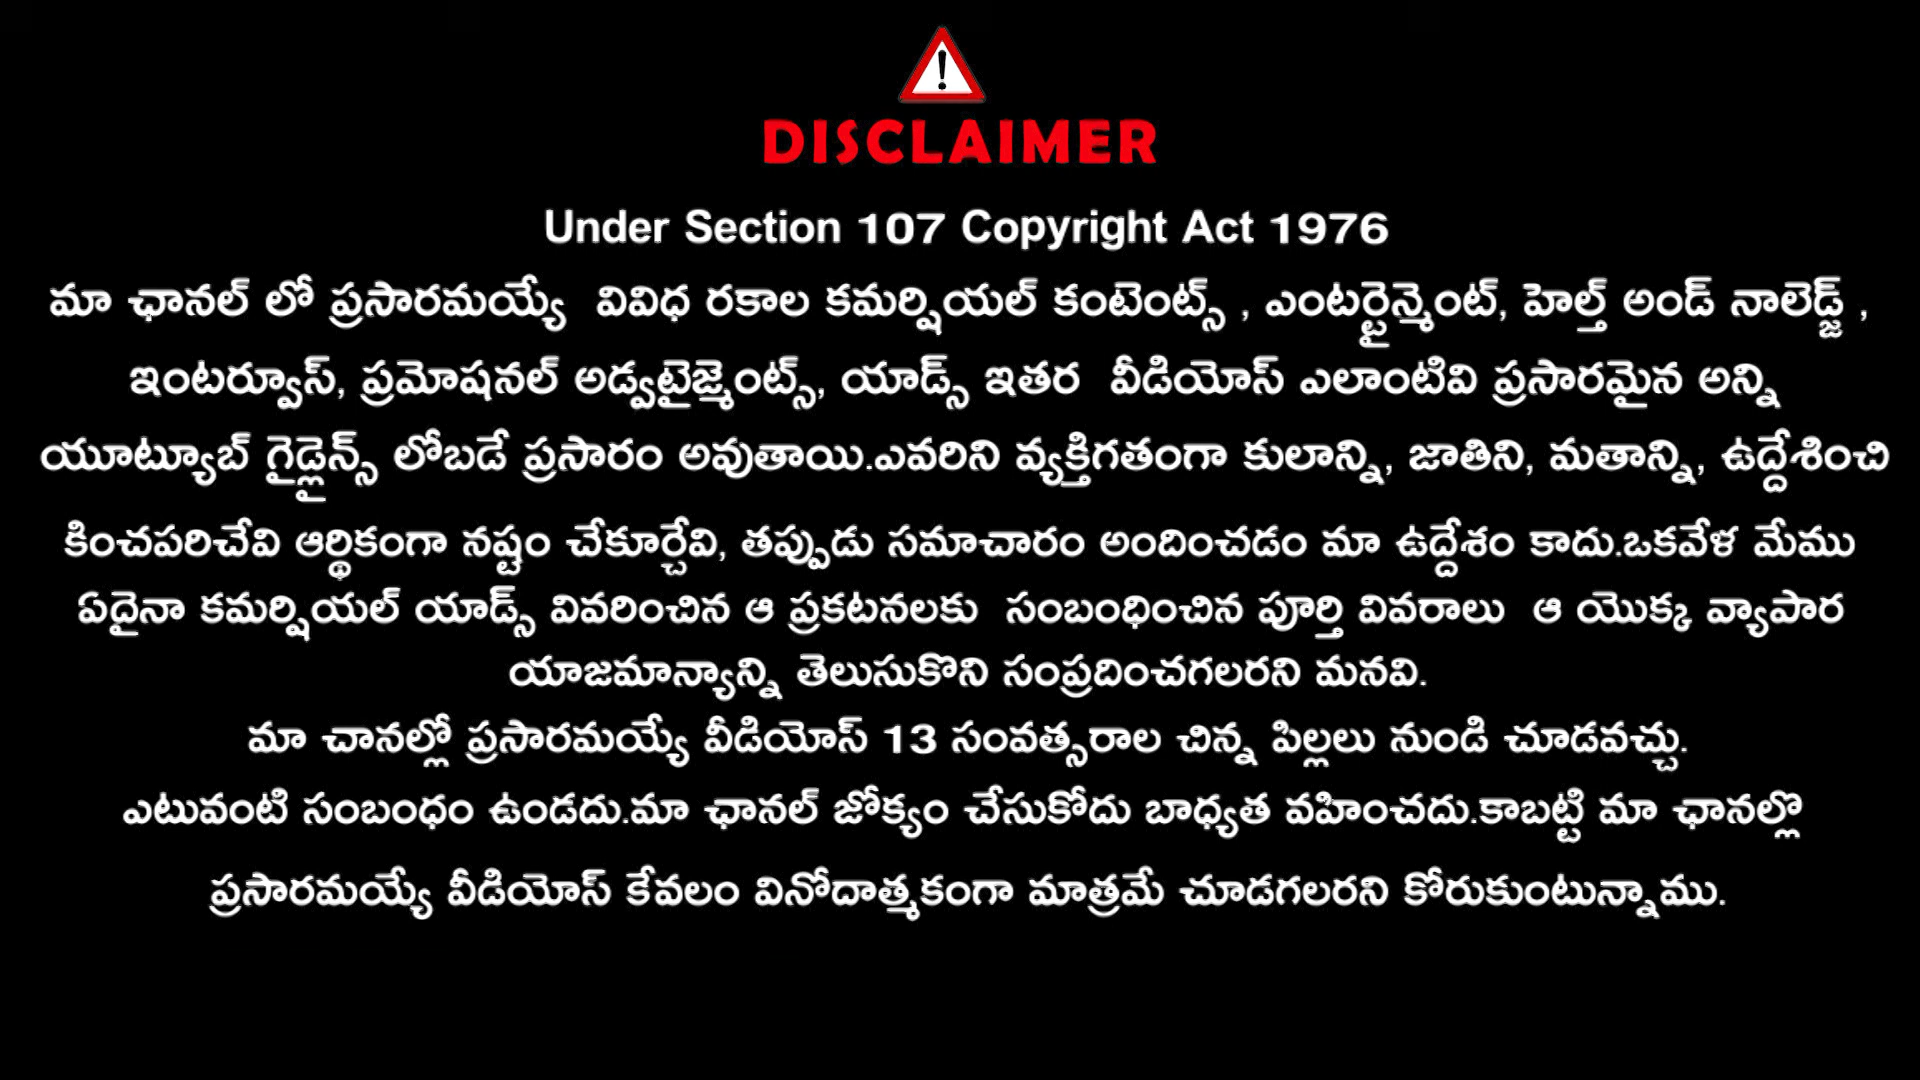 DISCLAIMER
Under Section 107 Copyright Act 1976
మా ఛానల్ లో ప్రసారమయ్యే వివిధ రకాల కమర్షియల్ కంటెంట్స్ , ఎంటర్టైన్మెంట్, హెల్త్ అండ్ నాలెడ్జ్ ,
ఇంటర్వూస్, ప్రమోషనల్ అడ్వటైజ్మెంట్స్, యాడ్స్ ఇతర వీడియోస్ ఎలాంటివి ప్రసారమైన అన్ని
యూట్యూబ్ గైడ్లైన్స్ లోబడే ప్రసారం అవుతాయి.ఎవరిని వ్యక్తిగతంగా కులాన్ని, జాతిని, మతాన్ని, ఉద్దేశించి
కించపరిచేవి ఆర్థికంగా నష్టం చేకూర్చేవి, తప్పుడు సమాచారం అందించడం మా ఉద్దేశం కాదు.ఒకవేళ మేము
ఏదైనా కమర్షియల్ యాడ్స్ వివరించిన ఆ ప్రకటనలకు సంబంధించిన పూర్తి వివరాలు ఆ యొక్క వ్యాపార
యాజమాన్యాన్ని తెలుసుకొని సంప్రదించగలరని మనవి.
మా చానల్లో ప్రసారమయ్యే వీడియోస్ 13 సంవత్సరాల చిన్న పిల్లలు నుండి చూడవచ్చు.
ఎటువంటి సంబంధం ఉండదు.మా ఛానల్ జోక్యం చేసుకోదు బాధ్యత వహించదు.కాబట్టి మా ఛానల్లొ
ప్రసారమయ్యే వీడియోస్ కేవలం వినోదాత్మకంగా మాత్రమే చూడగలరని కోరుకుంటున్నాము.